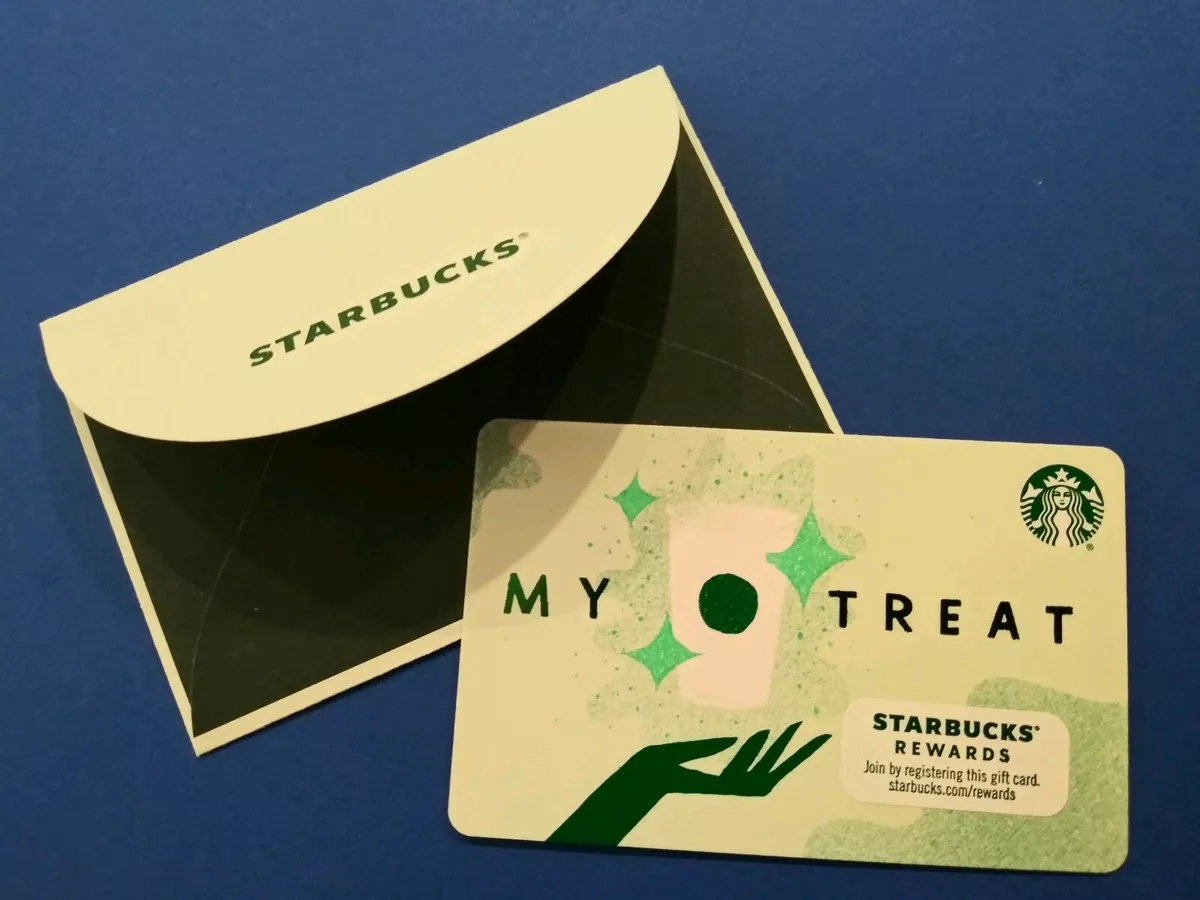 STARBUCKS®
MY TREAT
®
STARBUCKS®
REWARDS
Join by registering this gift card.
starbucks.com/rewards